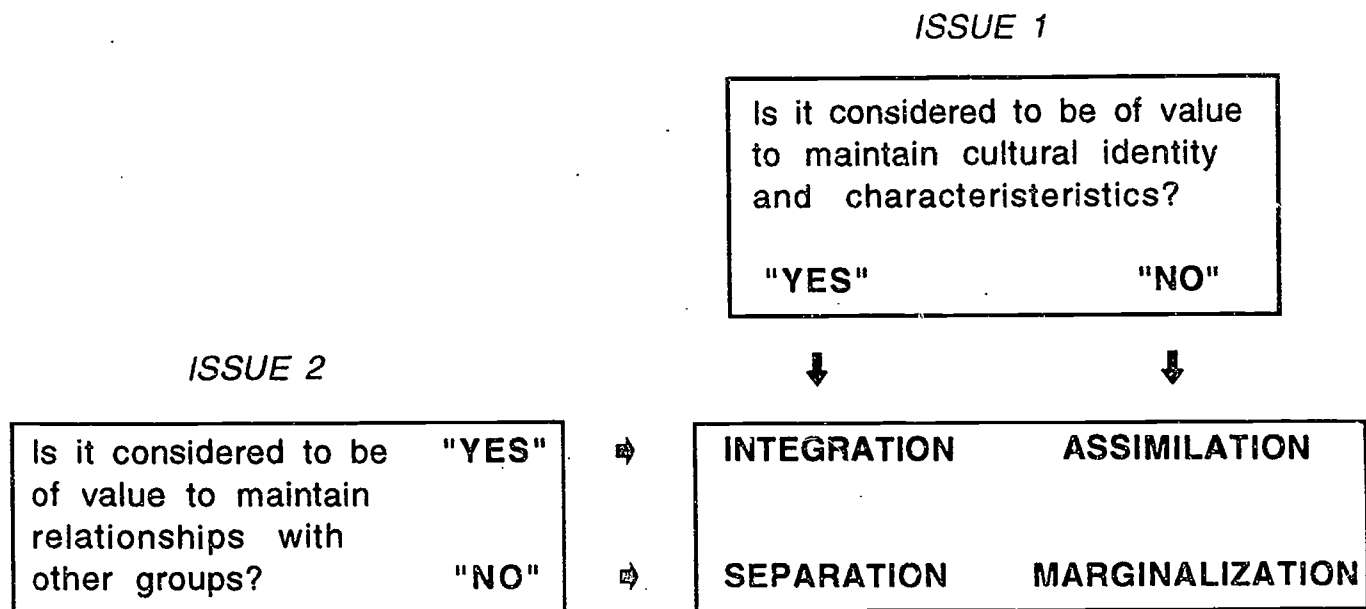 ISSUE 1
Is it considered to be of value
to maintain cultural identity
and characteristeristics?
"YES" "NO"
ISSUE 2
Is it considered to be "YES"
of value to maintain
relationships with
other groups? "NO"
INTEGRATION ASSIMILATION
SEPARATION MARGINALIZATION